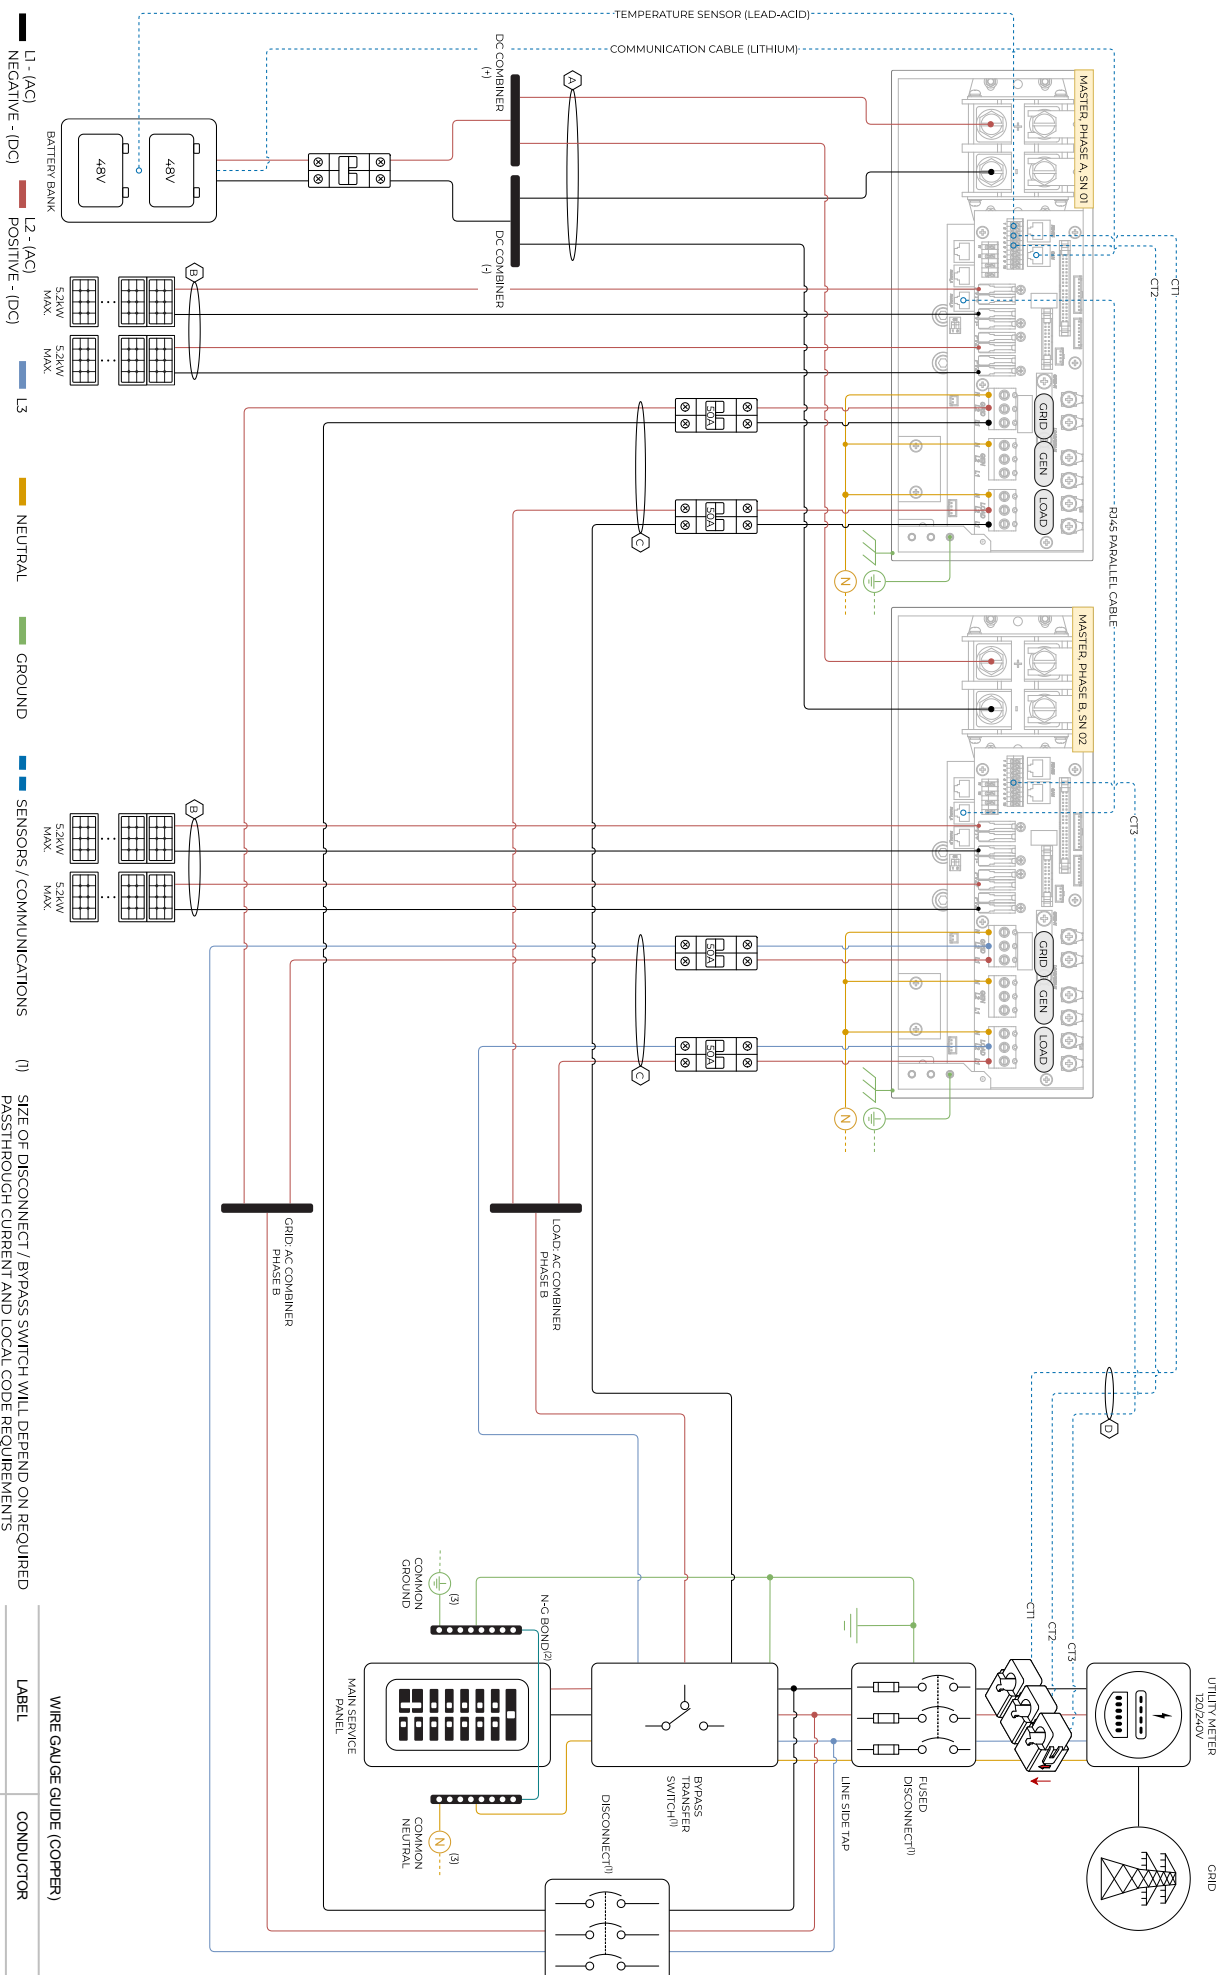 TEMPERATURE SENSOR (LEAD-ACID)
COMMUNICATION CABLE (LITHIUM)
DC COMBINER
(+)
DC COMBINER
(-)
A
MASTER, PHASE A, SN 01
BATTERY BANK
48V
48V
5.2kW
MAX.
5.2kW
MAX.
B
50A
50A
C
GRID
GEN
LOAD
N
CT1
CT2
RJ45 PARALLEL CABLE
MASTER, PHASE B, SN 02
CT3
5.2kW
MAX.
5.2kW
MAX.
B
50A
50A
C
GRID
GEN
LOAD
N
GRID: AC COMBINER
PHASE B
LOAD: AC COMBINER
PHASE B
D
CT1
CT2
CT3
UTILITY METER
120/240V
GRID
FUSED
DISCONNECT(1)
LINE SIDE TAP
BYPASS
TRANSFER
SWITCH(1)
DISCONNECT(1)
N-G BOND(2)
COMMON
GROUND
(3)
MAIN SERVICE
PANEL
COMMON
NEUTRAL
N
(3)
L1 - (AC)
NEGATIVE - (DC)
L2 - (AC)
POSITIVE - (DC)
L3
NEUTRAL
GROUND
SENSORS / COMMUNICATIONS
(1) SIZE OF DISCONNECT / BYPASS SWITCH WILL DEPEND ON REQUIRED
PASSTHROUGH CURRENT AND LOCAL CODE REQUIREMENTS
WIRE GAUGE GUIDE (COPPER)
LABEL
CONDUCTOR